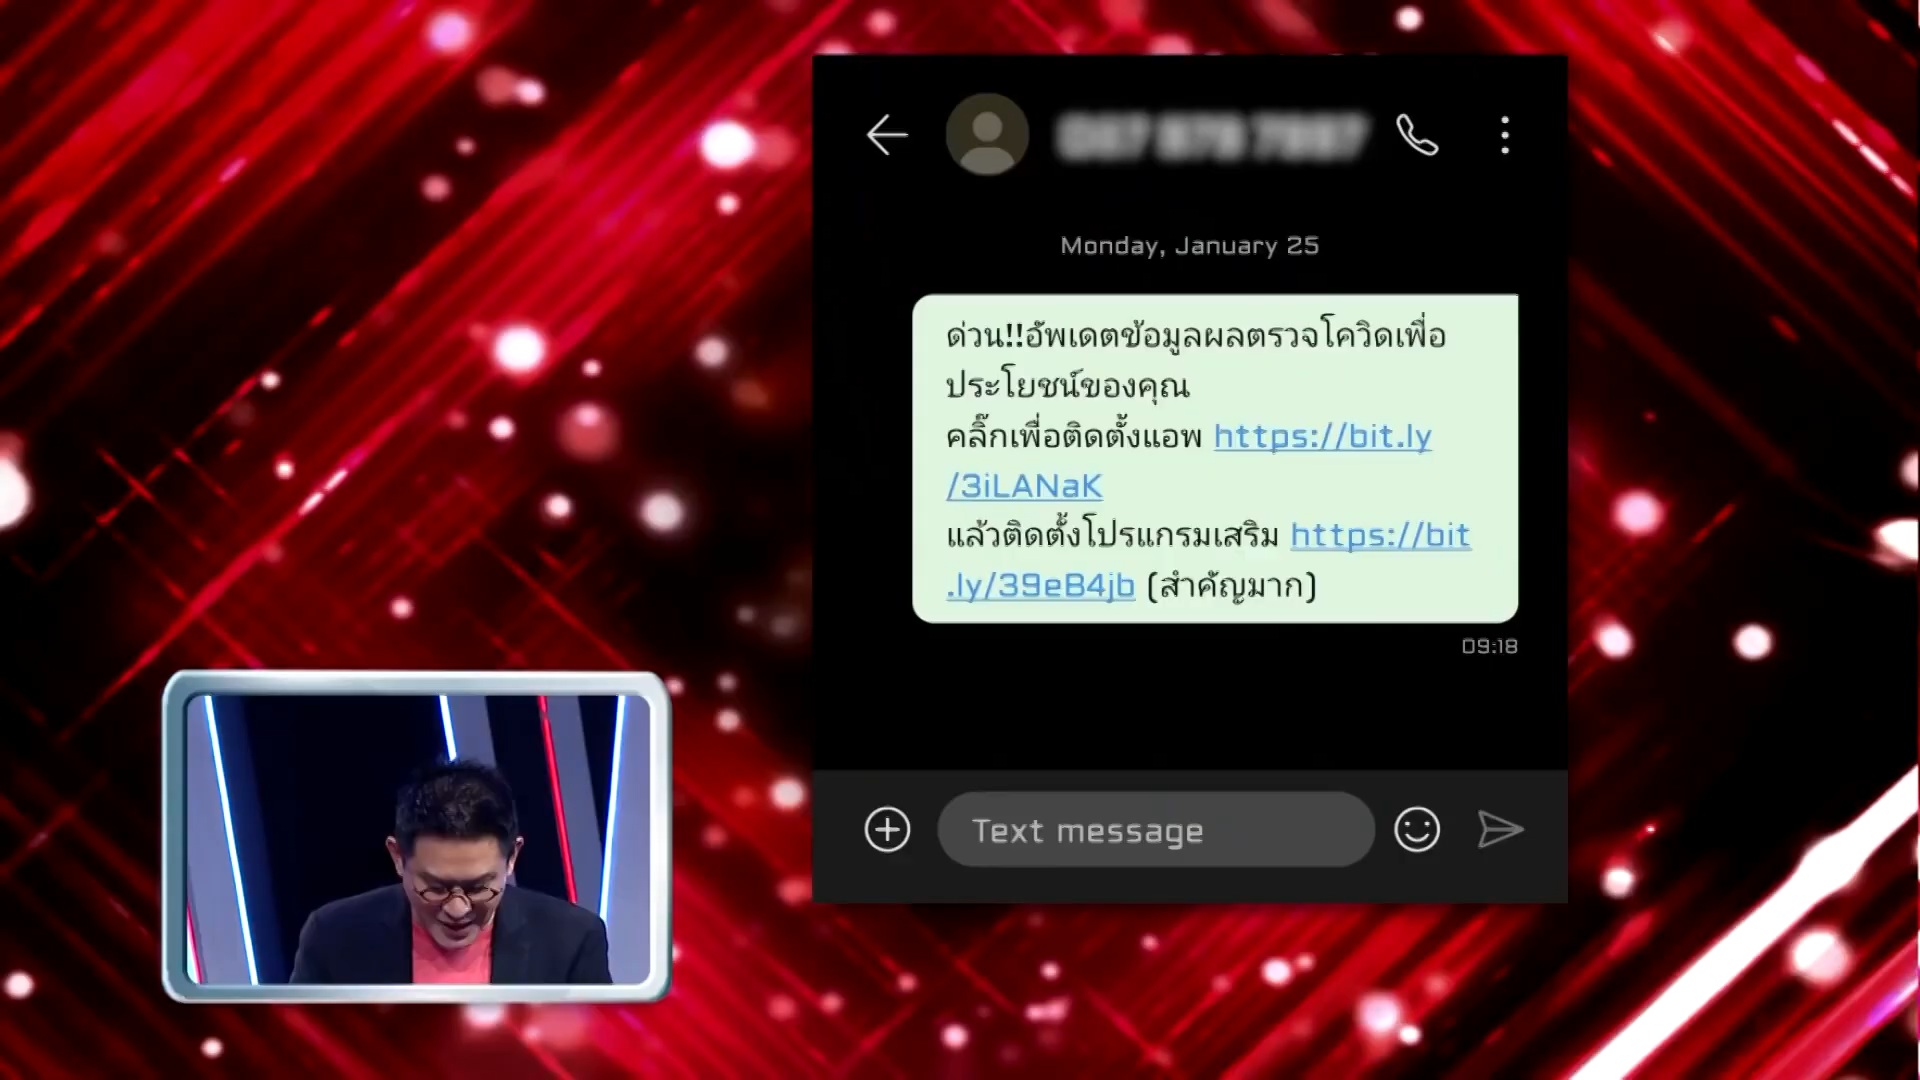 Monday, January 25
ด่วน!!อัพเดตข้อมูลผลตรวจโควิดเพื่อ
ประโยชน์ของคุณ
คลิ๊กเพื่อติดตั้งแอพ https://bit.ly
/3iLANaK
แล้วติดตั้งโปรแกรมเสริม https://bit
.ly/39eB4jb (สำคัญมาก)
09:18
Text message